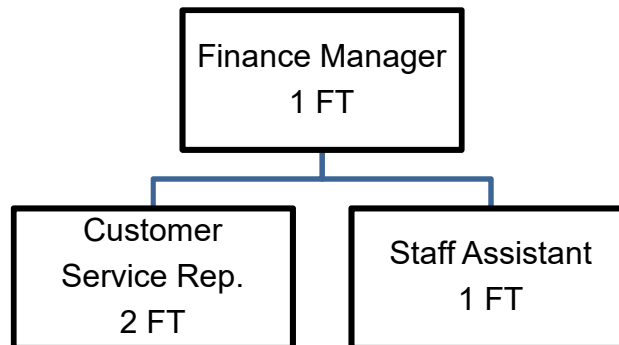 Finance Manager
1 FT
Customer
Service Rep.
2 FT
Staff Assistant
1 FT